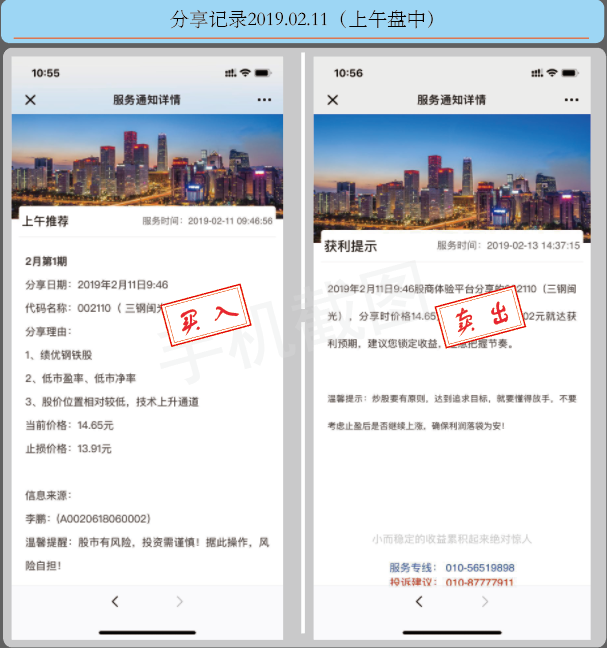 分享记录2019.02.11（上午盘中）
10:55
服务通知详情
上午推荐
服务时间：2019-02-11 09:46:56
2月第1期
分享日期：2019年2月11日9:46
代码名称：002110（ 三钢闽
买入
分享理由：
1、绩优钢铁股
2、低市盈率、低市净率
3、股价位置相对较低，技术上升通道
当前价格：14.65元
止损价格：13.91元
信息来源：
李鹏：(A0020618060002)
温馨提醒：股市有风险，投资需谨慎！据此操作，风
险自担！
10:56
服务通知详情
获利提示
服务时间：2019-02-13 14:37:15
2019年2月11日9:46股商体验平台分享的002110（三钢闽
光），分享时价格14.65
02元就达获
卖出
利预期，建议您锁定收益，注意把握节奏。
温馨提示：炒股要有原则，达到追求目标，就要懂得放手，不要
考虑止盈后是否继续上涨，确保利润落袋为安！
小而稳定的收益累积起来绝对惊人
服务专线： 010-56519898
投诉建议： 010-87777911
手机截图